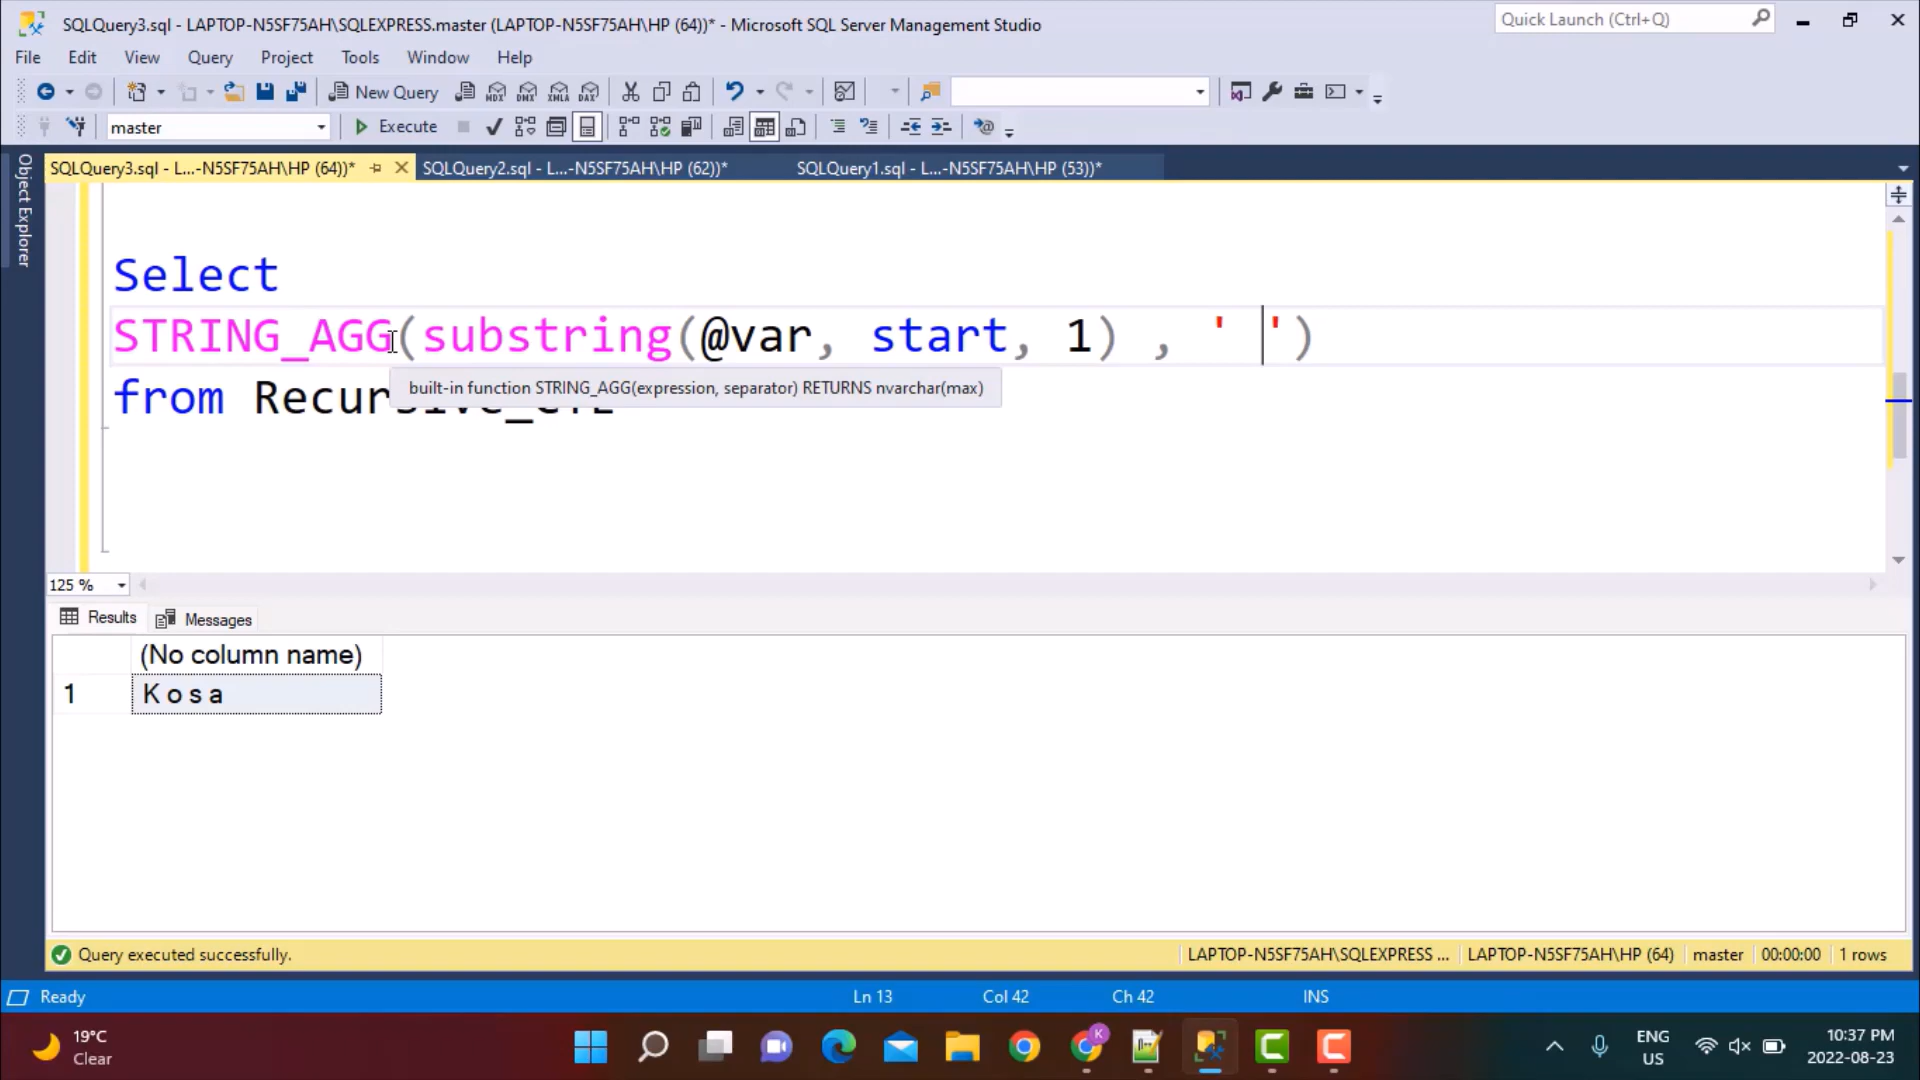 SQLQuery3.sql - LAPTOP-N5SF75AH\SQLEXPRESS.master (LAPTOP-N5SF75AH\HP (64))* - Microsoft SQL Server Management Studio
Quick Launch (Ctrl+Q)
File Edit View Query Project Tools Window Help
New Query MDX DMX XMLA DAX
master Execute
Object Explorer
SQLQuery3.sql - L...-N5SF75AH\HP (64))* SQLQuery2.sql - L...-N5SF75AH\HP (62))* SQLQuery1.sql - L...-N5SF75AH\HP (53))*
Select
STRING_AGG(substring(@var, start, 1) , ' ')
built-in function STRING_AGG(expression, separator) RETURNS nvarchar(max)
from Recursive_CTE
125 %
Results Messages
(No column name)
1 K o s a
Query executed successfully. LAPTOP-N5SF75AH\SQLEXPRESS ... LAPTOP-N5SF75AH\HP (64) master 00:00:00 1 rows
Ready Ln 13 Col 42 Ch 42 INS
19°C
Clear
K
C C
ENG
US
10:37 PM
2022-08-23